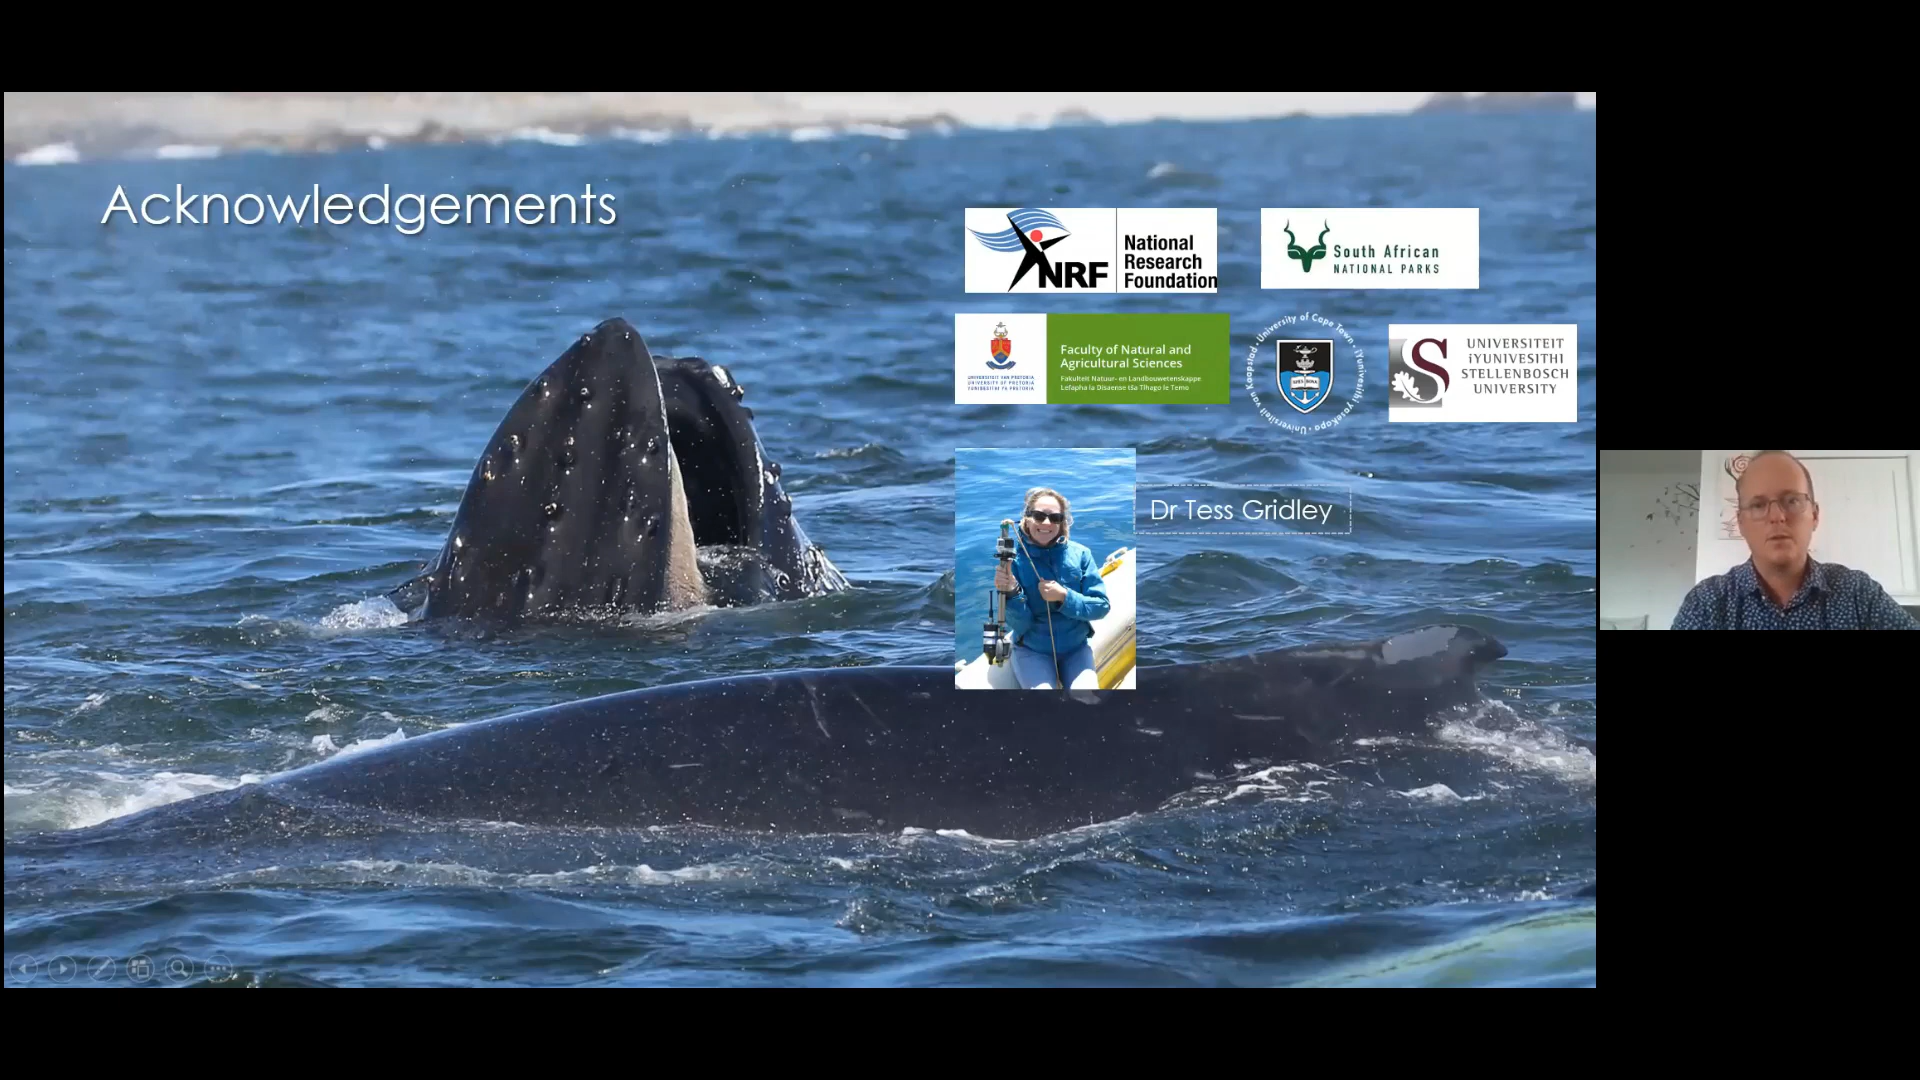 Acknowledgements
NRF
National
Research
Foundation
South African
NATIONAL PARKS
UNIVERSITEIT VAN PRETORIA
UNIVERSITY OF PRETORIA
YUNIBESITHI YA PRETORIA
Faculty of Natural and
Agricultural Sciences
Fakulteit Natuur- en Landbouwetenskappe
Lefapha la Disaense tša Tlhago le Temo
University of Cape Town · iYunivesithi yaseKapa · Universiteit van Kaapstad ·
UNIVERSITEIT
iYUNIVESITHI
STELLENBOSCH
UNIVERSITY
Dr Tess Gridley